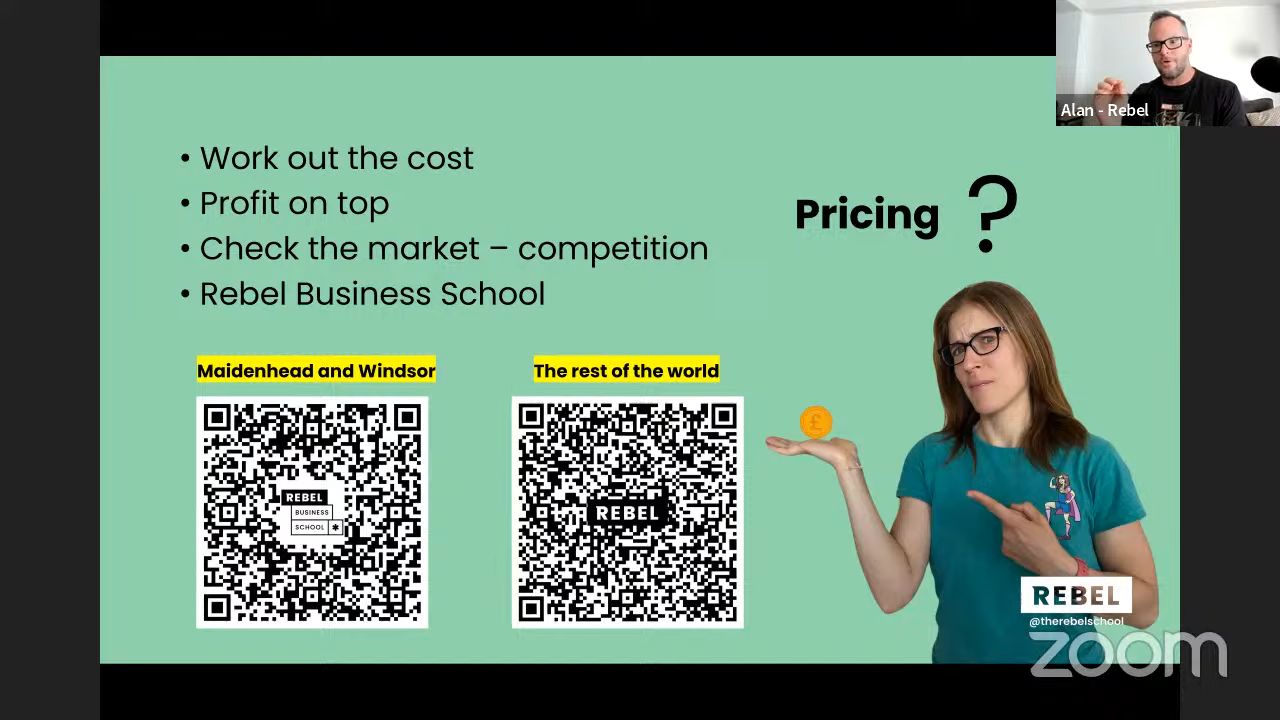 Alan - Rebel
• Work out the cost
• Profit on top
• Check the market – competition
• Rebel Business School
Pricing ?
Maidenhead and Windsor
The rest of the world
REBEL
BUSINESS
SCHOOL *
REBEL
£
REBEL
@therebelschool
zoom